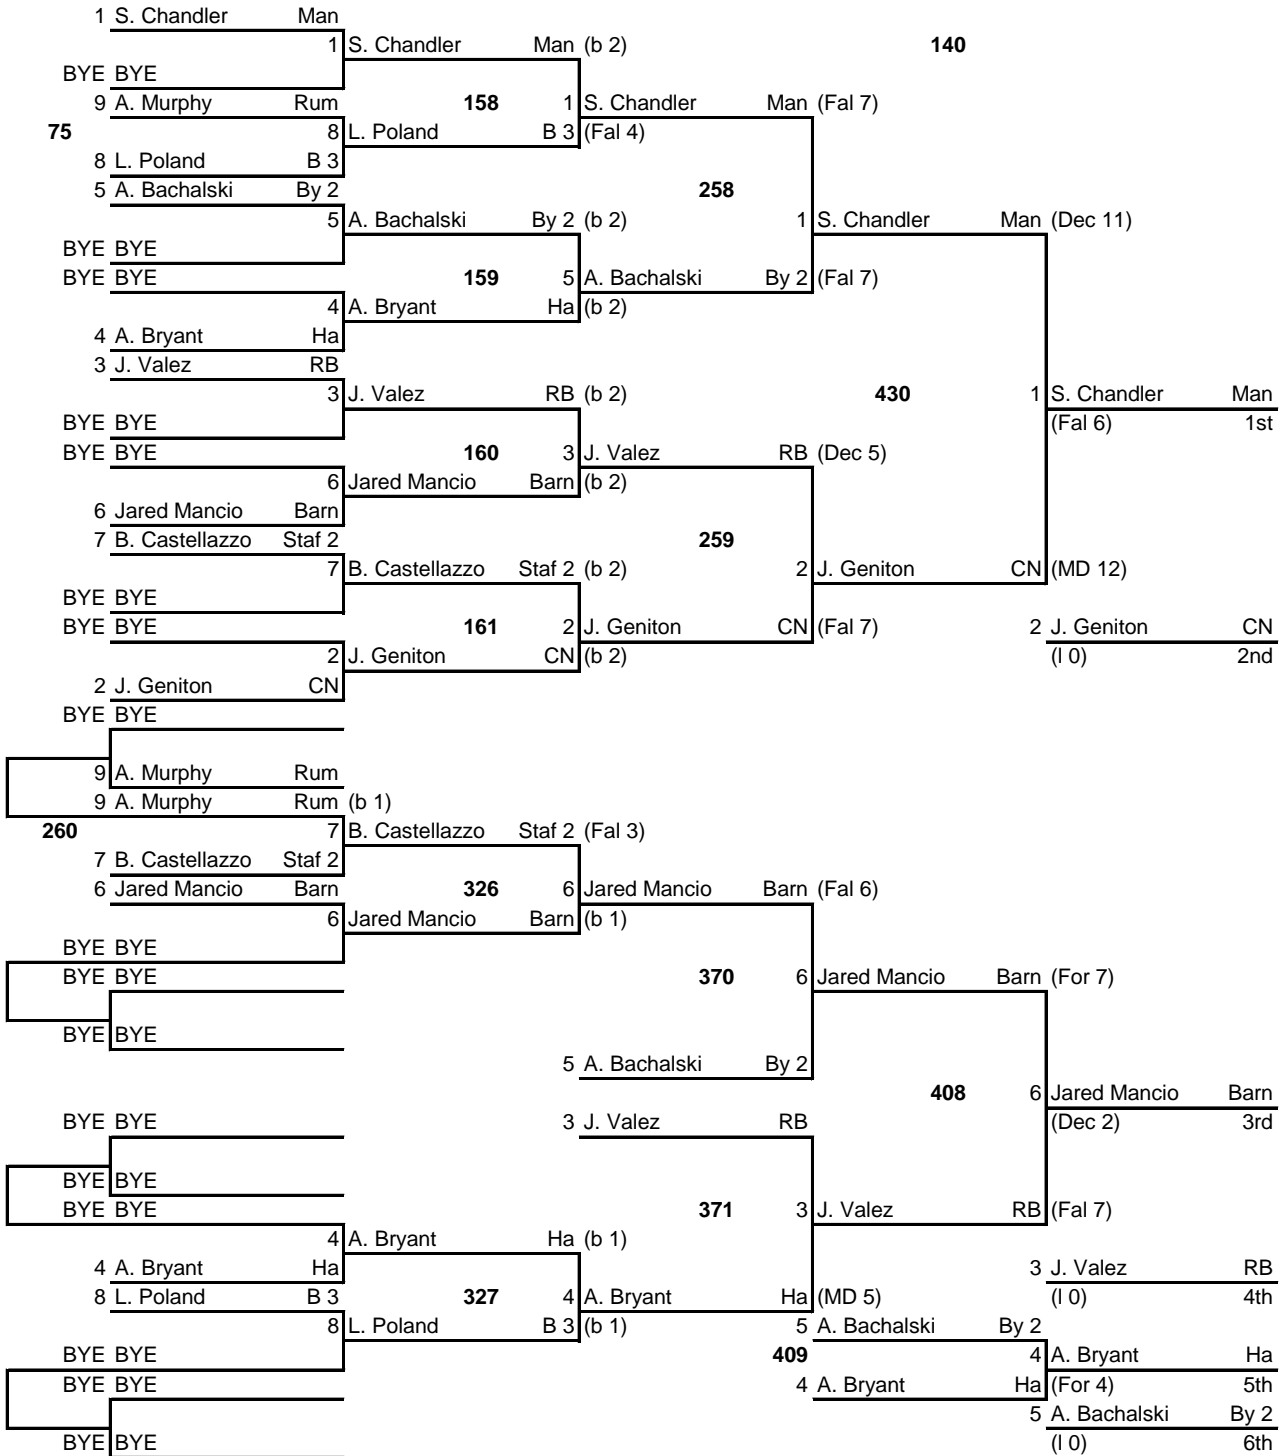 1 S. Chandler Man
1 S. Chandler Man (b 2) 140
BYE BYE
9 A. Murphy Rum 158 1 S. Chandler Man (Fal 7)
75 8 L. Poland B 3 (Fal 4)
8 L. Poland B 3
5 A. Bachalski By 2 258
5 A. Bachalski By 2 (b 2) 1 S. Chandler Man (Dec 11)
BYE BYE
BYE BYE 159 5 A. Bachalski By 2 (Fal 7)
4 A. Bryant Ha (b 2)
4 A. Bryant Ha
3 J. Valez RB
3 J. Valez RB (b 2) 430 1 S. Chandler Man
BYE BYE (Fal 6) 1st
BYE BYE 160 3 J. Valez RB (Dec 5)
6 Jared Mancio Barn (b 2)
6 Jared Mancio Barn
7 B. Castellazzo Staf 2 259
7 B. Castellazzo Staf 2 (b 2) 2 J. Geniton CN (MD 12)
BYE BYE
BYE BYE 161 2 J. Geniton CN (Fal 7) 2 J. Geniton CN
2 J. Geniton CN (b 2) (l 0) 2nd
2 J. Geniton CN
BYE BYE
9 A. Murphy Rum
9 A. Murphy Rum (b 1)
260 7 B. Castellazzo Staf 2 (Fal 3)
7 B. Castellazzo Staf 2
6 Jared Mancio Barn 326 6 Jared Mancio Barn (Fal 6)
6 Jared Mancio Barn (b 1)
BYE BYE
BYE BYE 370 6 Jared Mancio Barn (For 7)
BYE BYE
5 A. Bachalski By 2
408 6 Jared Mancio Barn
BYE BYE 3 J. Valez RB (Dec 2) 3rd
BYE BYE
BYE BYE 371 3 J. Valez RB (Fal 7)
4 A. Bryant Ha (b 1)
4 A. Bryant Ha 3 J. Valez RB
8 L. Poland B 3 327 4 A. Bryant Ha (MD 5) (l 0) 4th
8 L. Poland B 3 (b 1) 5 A. Bachalski By 2
BYE BYE 409 4 A. Bryant Ha
BYE BYE 4 A. Bryant Ha (For 4) 5th
5 A. Bachalski By 2
BYE BYE (l 0) 6th